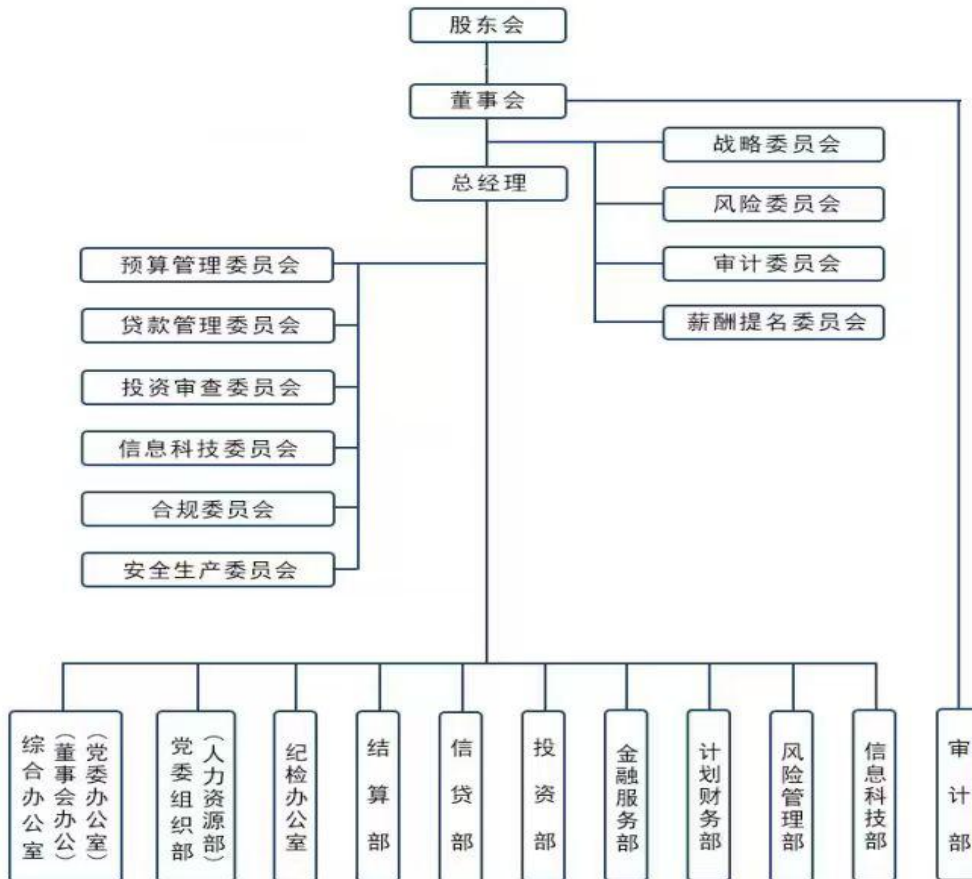 股东会
董事会
战略委员会
总经理
风险委员会
预算管理委员会
审计委员会
贷款管理委员会
薪酬提名委员会
投资审查委员会
信息科技委员会
合规委员会
安全生产委员会
综合办公室
（董事会办公）
（党委办公室）
党委组织部
（人力资源部）
纪检办公室
结算部
信贷部
投资部
金融服务部
计划财务部
风险管理部
信息科技部
审计部